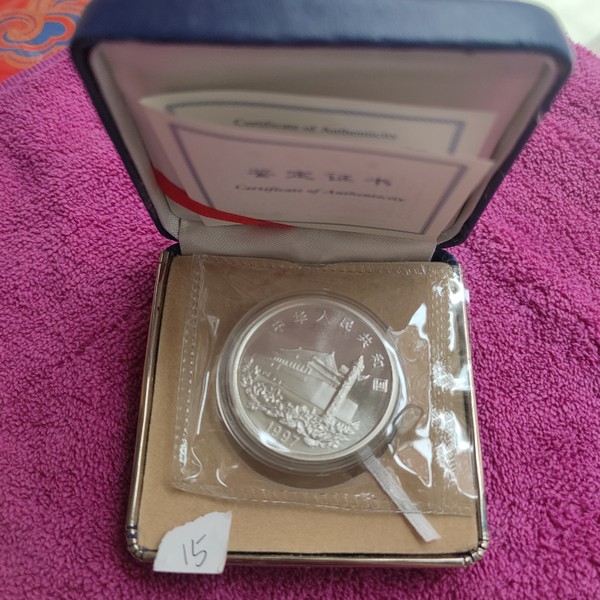 Certificate of Authenticity
鉴定证书
Certificate of Authenticity
中华人民共和国
1997
15